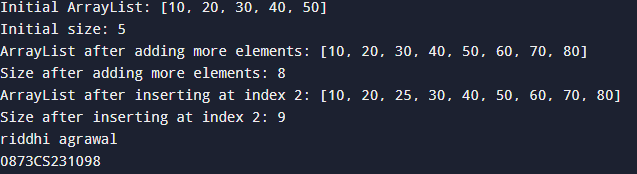 Initial ArrayList: [10, 20, 30, 40, 50]
Initial size: 5
ArrayList after adding more elements: [10, 20, 30, 40, 50, 60, 70, 80]
Size after adding more elements: 8
ArrayList after inserting at index 2: [10, 20, 25, 30, 40, 50, 60, 70, 80]
Size after inserting at index 2: 9
riddhi agrawal
0873CS231098